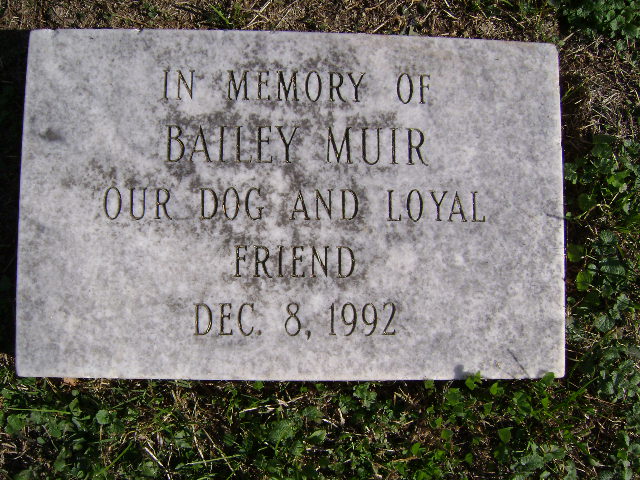 IN MEMORY OF
BAILEY MUIR
OUR DOG AND LOYAL
FRIEND
DEC. 8, 1992